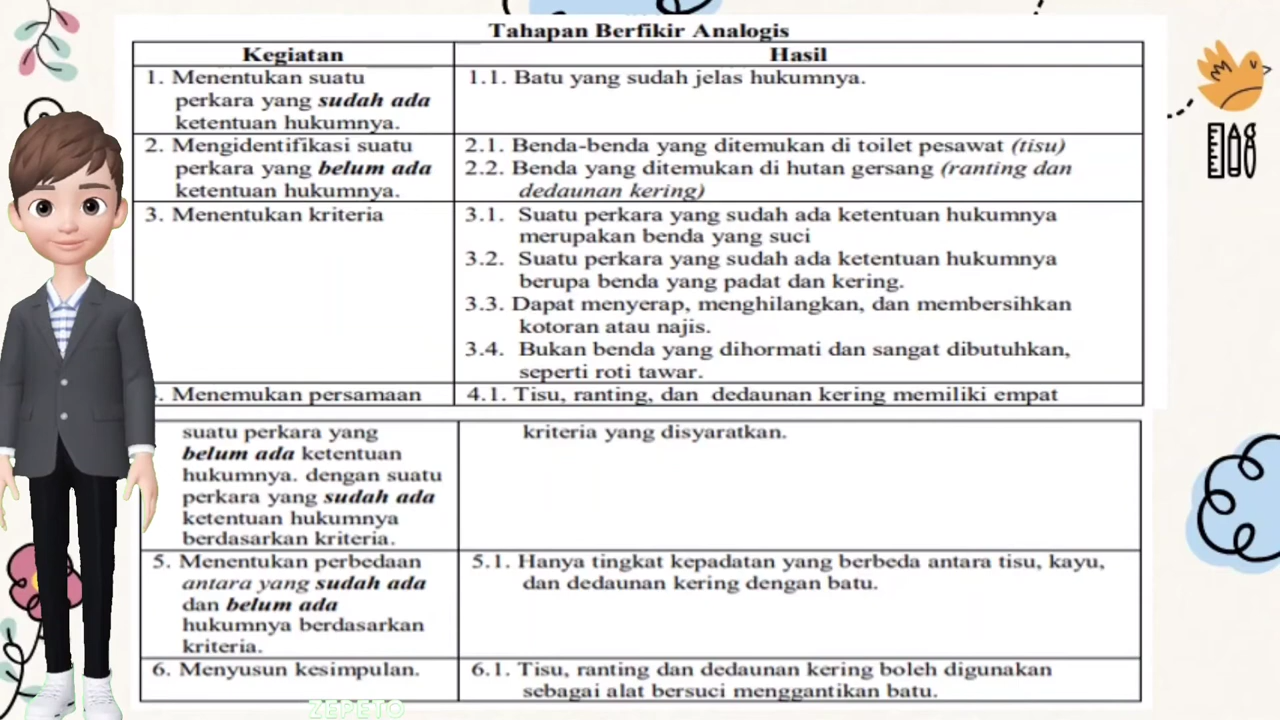 Tahapan Berfikir Analogis
Kegiatan
Hasil
1. Menentukan suatu
perkara yang sudah ada
ketentuan hukumnya.
1.1. Batu yang sudah jelas hukumnya.
2. Mengidentifikasi suatu
perkara yang belum ada
ketentuan hukumnya.
2.1. Benda-benda yang ditemukan di toilet pesawat (tisu)
2.2. Benda yang ditemukan di hutan gersang (ranting dan
dedaunan kering)
3. Menentukan kriteria
3.1. Suatu perkara yang sudah ada ketentuan hukumnya
merupakan benda yang suci
3.2. Suatu perkara yang sudah ada ketentuan hukumnya
berupa benda yang padat dan kering.
3.3. Dapat menyerap, menghilangkan, dan membersihkan
kotoran atau najis.
3.4. Bukan benda yang dihormati dan sangat dibutuhkan,
seperti roti tawar.
. Menemukan persamaan
suatu perkara yang
belum ada ketentuan
hukumnya. dengan suatu
perkara yang sudah ada
ketentuan hukumnya
berdasarkan kriteria.
4.1. Tisu, ranting, dan dedaunan kering memiliki empat
kriteria yang disyaratkan.
5. Menentukan perbedaan
antara yang sudah ada
dan belum ada
hukumnya berdasarkan
kriteria.
5.1. Hanya tingkat kepadatan yang berbeda antara tisu, kayu,
dan dedaunan kering dengan batu.
6. Menyusun kesimpulan.
6.1. Tisu, ranting dan dedaunan kering boleh digunakan
sebagai alat bersuci menggantikan batu.
ZEPETO